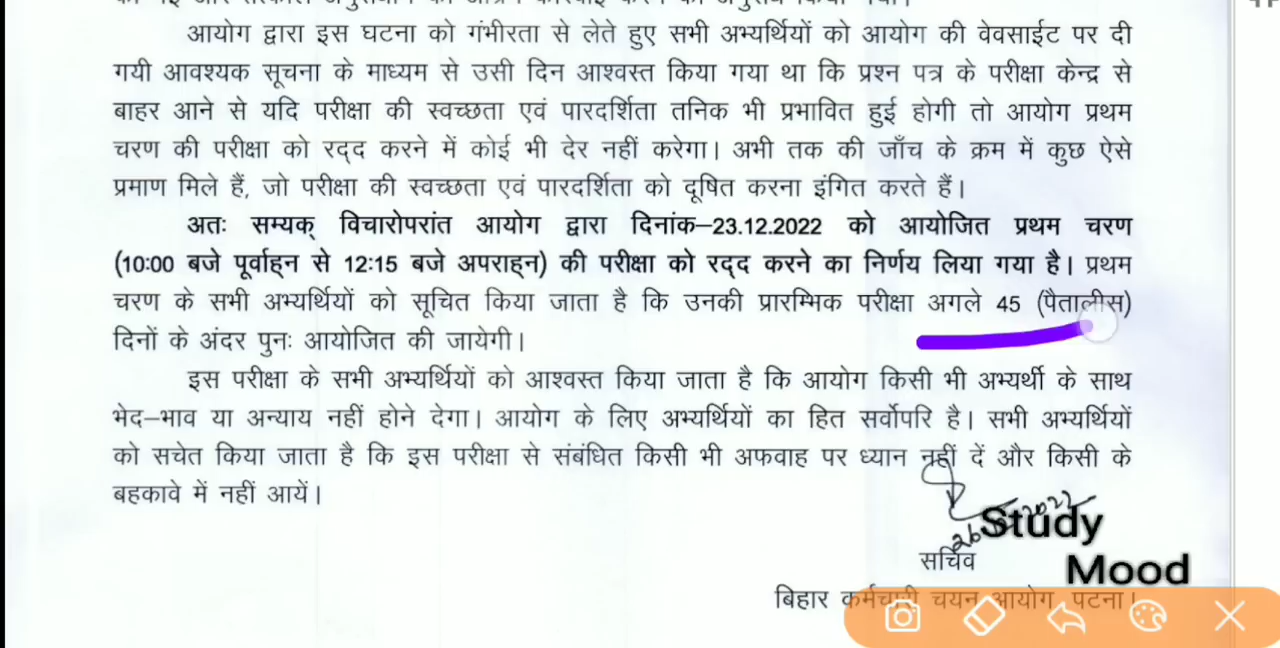 आयोग द्वारा इस घटना को गंभीरता से लेते हुए सभी अभ्यर्थियों को आयोग की वेवसाईट पर दी
गयी आवश्यक सूचना के माध्यम से उसी दिन आश्वस्त किया गया था कि प्रश्न पत्र के परीक्षा केन्द्र से
बाहर आने से यदि परीक्षा की स्वच्छता एवं पारदर्शिता तनिक भी प्रभावित हुई होगी तो आयोग प्रथम
चरण की परीक्षा को रद्द करने में कोई भी देर नहीं करेगा। अभी तक की जाँच के क्रम में कुछ ऐसे
प्रमाण मिले हैं, जो परीक्षा की स्वच्छता एवं पारदर्शिता को दूषित करना इंगित करते हैं।
अतः सम्यक् विचारोपरांत आयोग द्वारा दिनांक–23.12.2022 को आयोजित प्रथम चरण
(10:00 बजे पूर्वाह्न से 12:15 बजे अपराह्न) की परीक्षा को रद्द करने का निर्णय लिया गया है। प्रथम
चरण के सभी अभ्यर्थियों को सूचित किया जाता है कि उनकी प्रारम्भिक परीक्षा अगले 45 (पैतालीस)
दिनों के अंदर पुनः आयोजित की जायेगी।
इस परीक्षा के सभी अभ्यर्थियों को आश्वस्त किया जाता है कि आयोग किसी भी अभ्यर्थी के साथ
भेद–भाव या अन्याय नहीं होने देगा। आयोग के लिए अभ्यर्थियों का हित सर्वोपरि है। सभी अभ्यर्थियों
को सचेत किया जाता है कि इस परीक्षा से संबंधित किसी भी अफवाह पर ध्यान नहीं दें और किसी के
बहकावे में नहीं आयें।
Study
सचिव
Mood
बिहार कर्मचारी चयन आयोग, पटना।